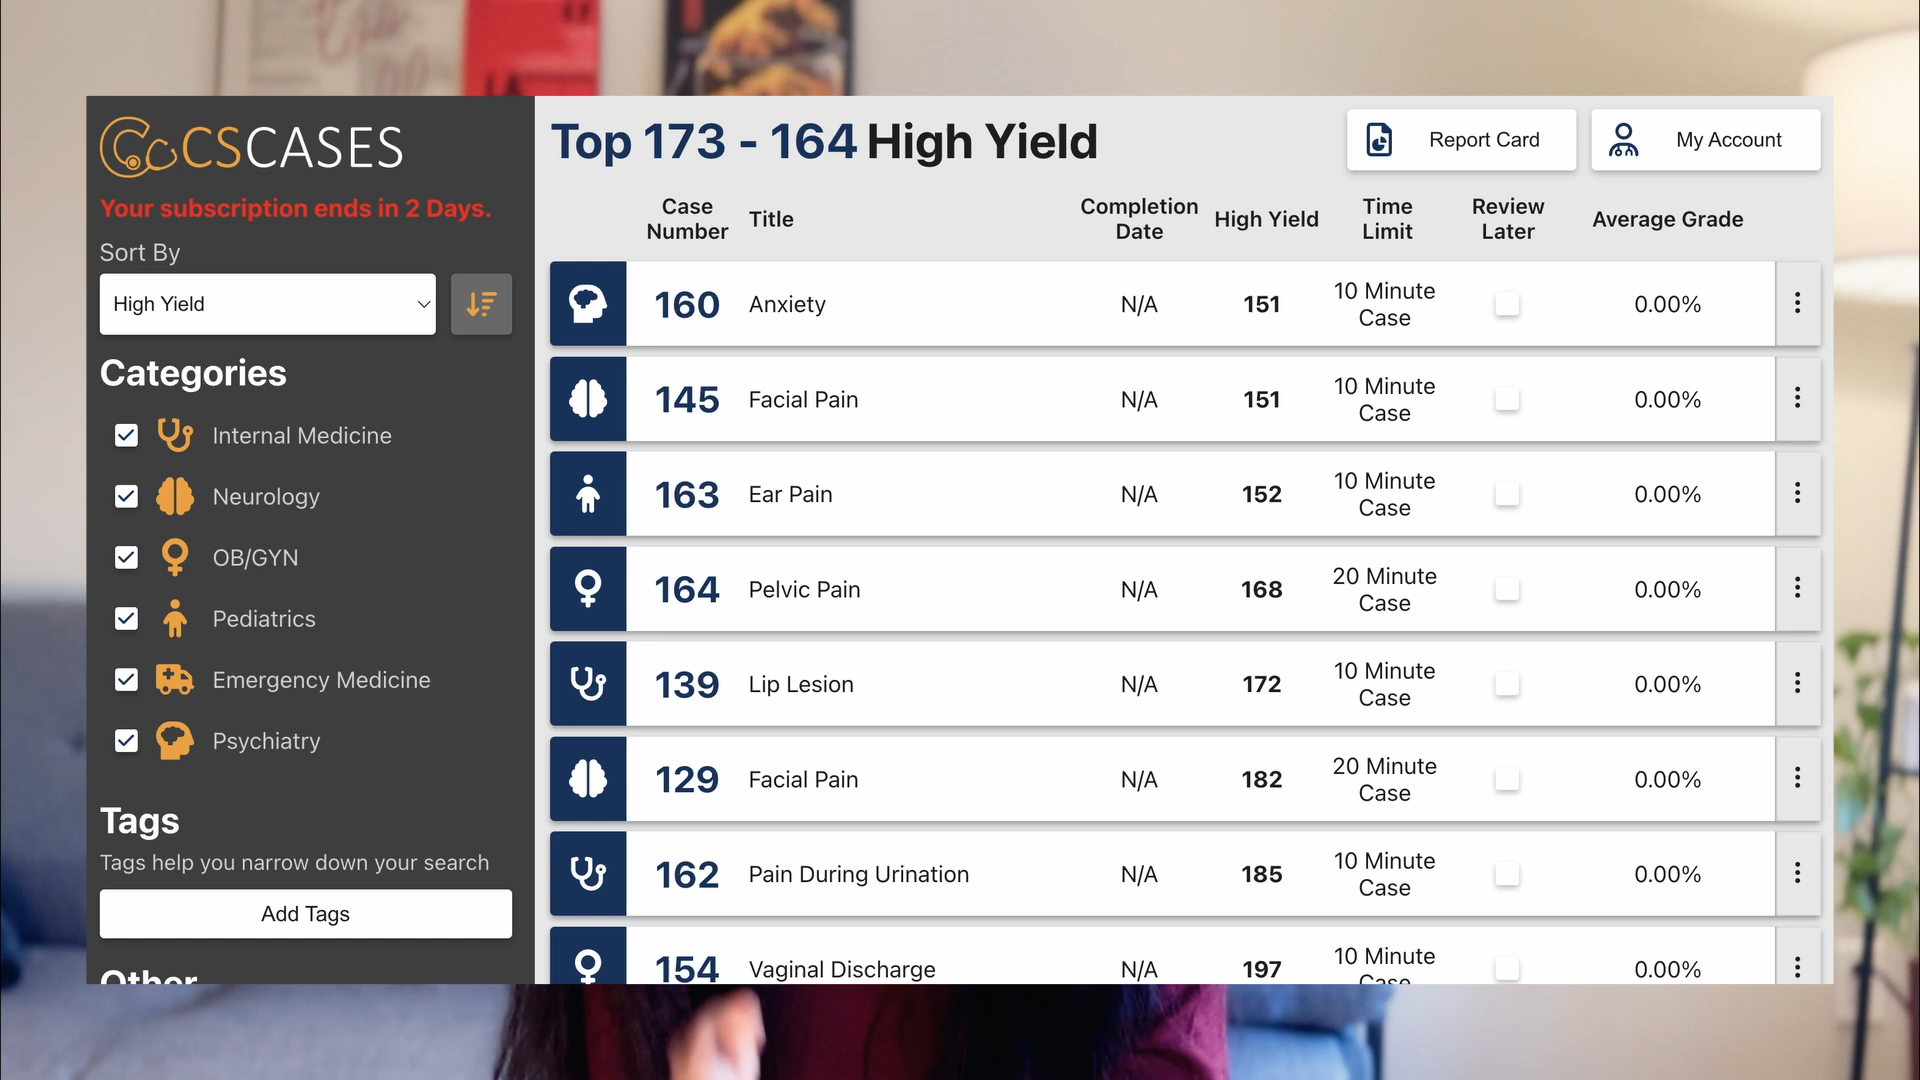 CSCASES
Your subscription ends in 2 Days.
Sort By
High Yield
Categories
Internal Medicine
Neurology
OB/GYN
Pediatrics
Emergency Medicine
Psychiatry
Tags
Tags help you narrow down your search
Add Tags
Other
Top 173 - 164 High Yield
Report Card
My Account
Case Number Title Completion Date High Yield Time Limit Review Later Average Grade
160 Anxiety N/A 151 10 Minute Case 0.00%
145 Facial Pain N/A 151 10 Minute Case 0.00%
163 Ear Pain N/A 152 10 Minute Case 0.00%
164 Pelvic Pain N/A 168 20 Minute Case 0.00%
139 Lip Lesion N/A 172 10 Minute Case 0.00%
129 Facial Pain N/A 182 20 Minute Case 0.00%
162 Pain During Urination N/A 185 10 Minute Case 0.00%
154 Vaginal Discharge N/A 197 10 Minute Case 0.00%